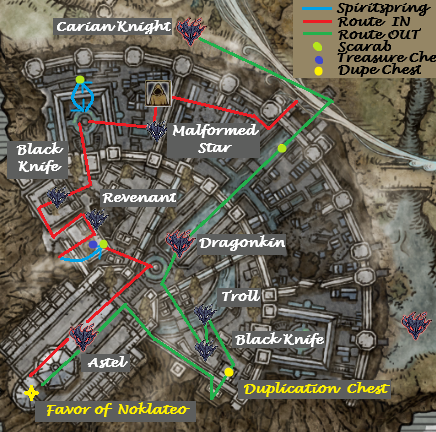 Spiritspring
Route IN
Route OUT
Scarab
Treasure Che
Dupe Chest
Carian Knight
Malformed
Star
Black
Knife
Revenant
Dragonkin
Troll
Black Knife
Astel
Duplication Chest
Favor of Noklateo